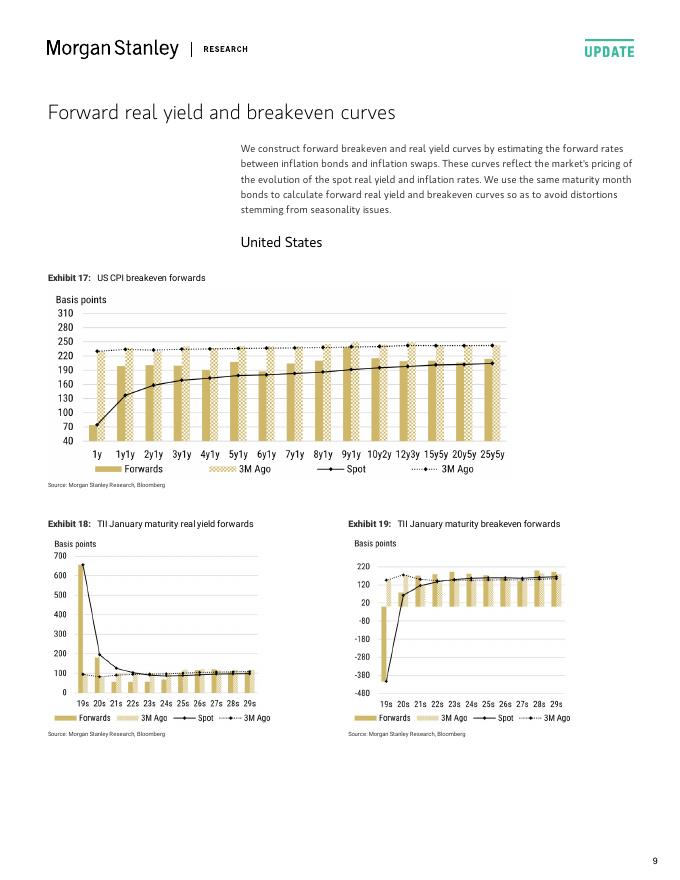 Morgan Stanley | RESEARCH
UPDATE
Forward real yield and breakeven curves
We construct forward breakeven and real yield curves by estimating the forward rates
between inflation bonds and inflation swaps. These curves reflect the market's pricing of
the evolution of the spot real yield and inflation rates. We use the same maturity month
bonds to calculate forward real yield and breakeven curves so as to avoid distortions
stemming from seasonality issues.
United States
Exhibit 17: US CPI breakeven forwards
Basis points
310
280
250
220
190
160
130
100
70
40
1y 1y1y 2y1y 3y1y 4y1y 5y1y 6y1y 7y1y 8y1y 9y1y 10y2y 12y3y 15y5y 20y5y 25y5y
Forwards 3M Ago Spot 3M Ago
Source: Morgan Stanley Research, Bloomberg
Exhibit 18: TII January maturity real yield forwards
Basis points
700
600
500
400
300
200
100
0
19s 20s 21s 22s 23s 24s 25s 26s 27s 28s 29s
Forwards 3M Ago Spot 3M Ago
Source: Morgan Stanley Research, Bloomberg
Exhibit 19: TII January maturity breakeven forwards
Basis points
220
120
20
-80
-180
-280
-380
-480
19s 20s 21s 22s 23s 24s 25s 26s 27s 28s 29s
Forwards 3M Ago Spot 3M Ago
Source: Morgan Stanley Research, Bloomberg
9